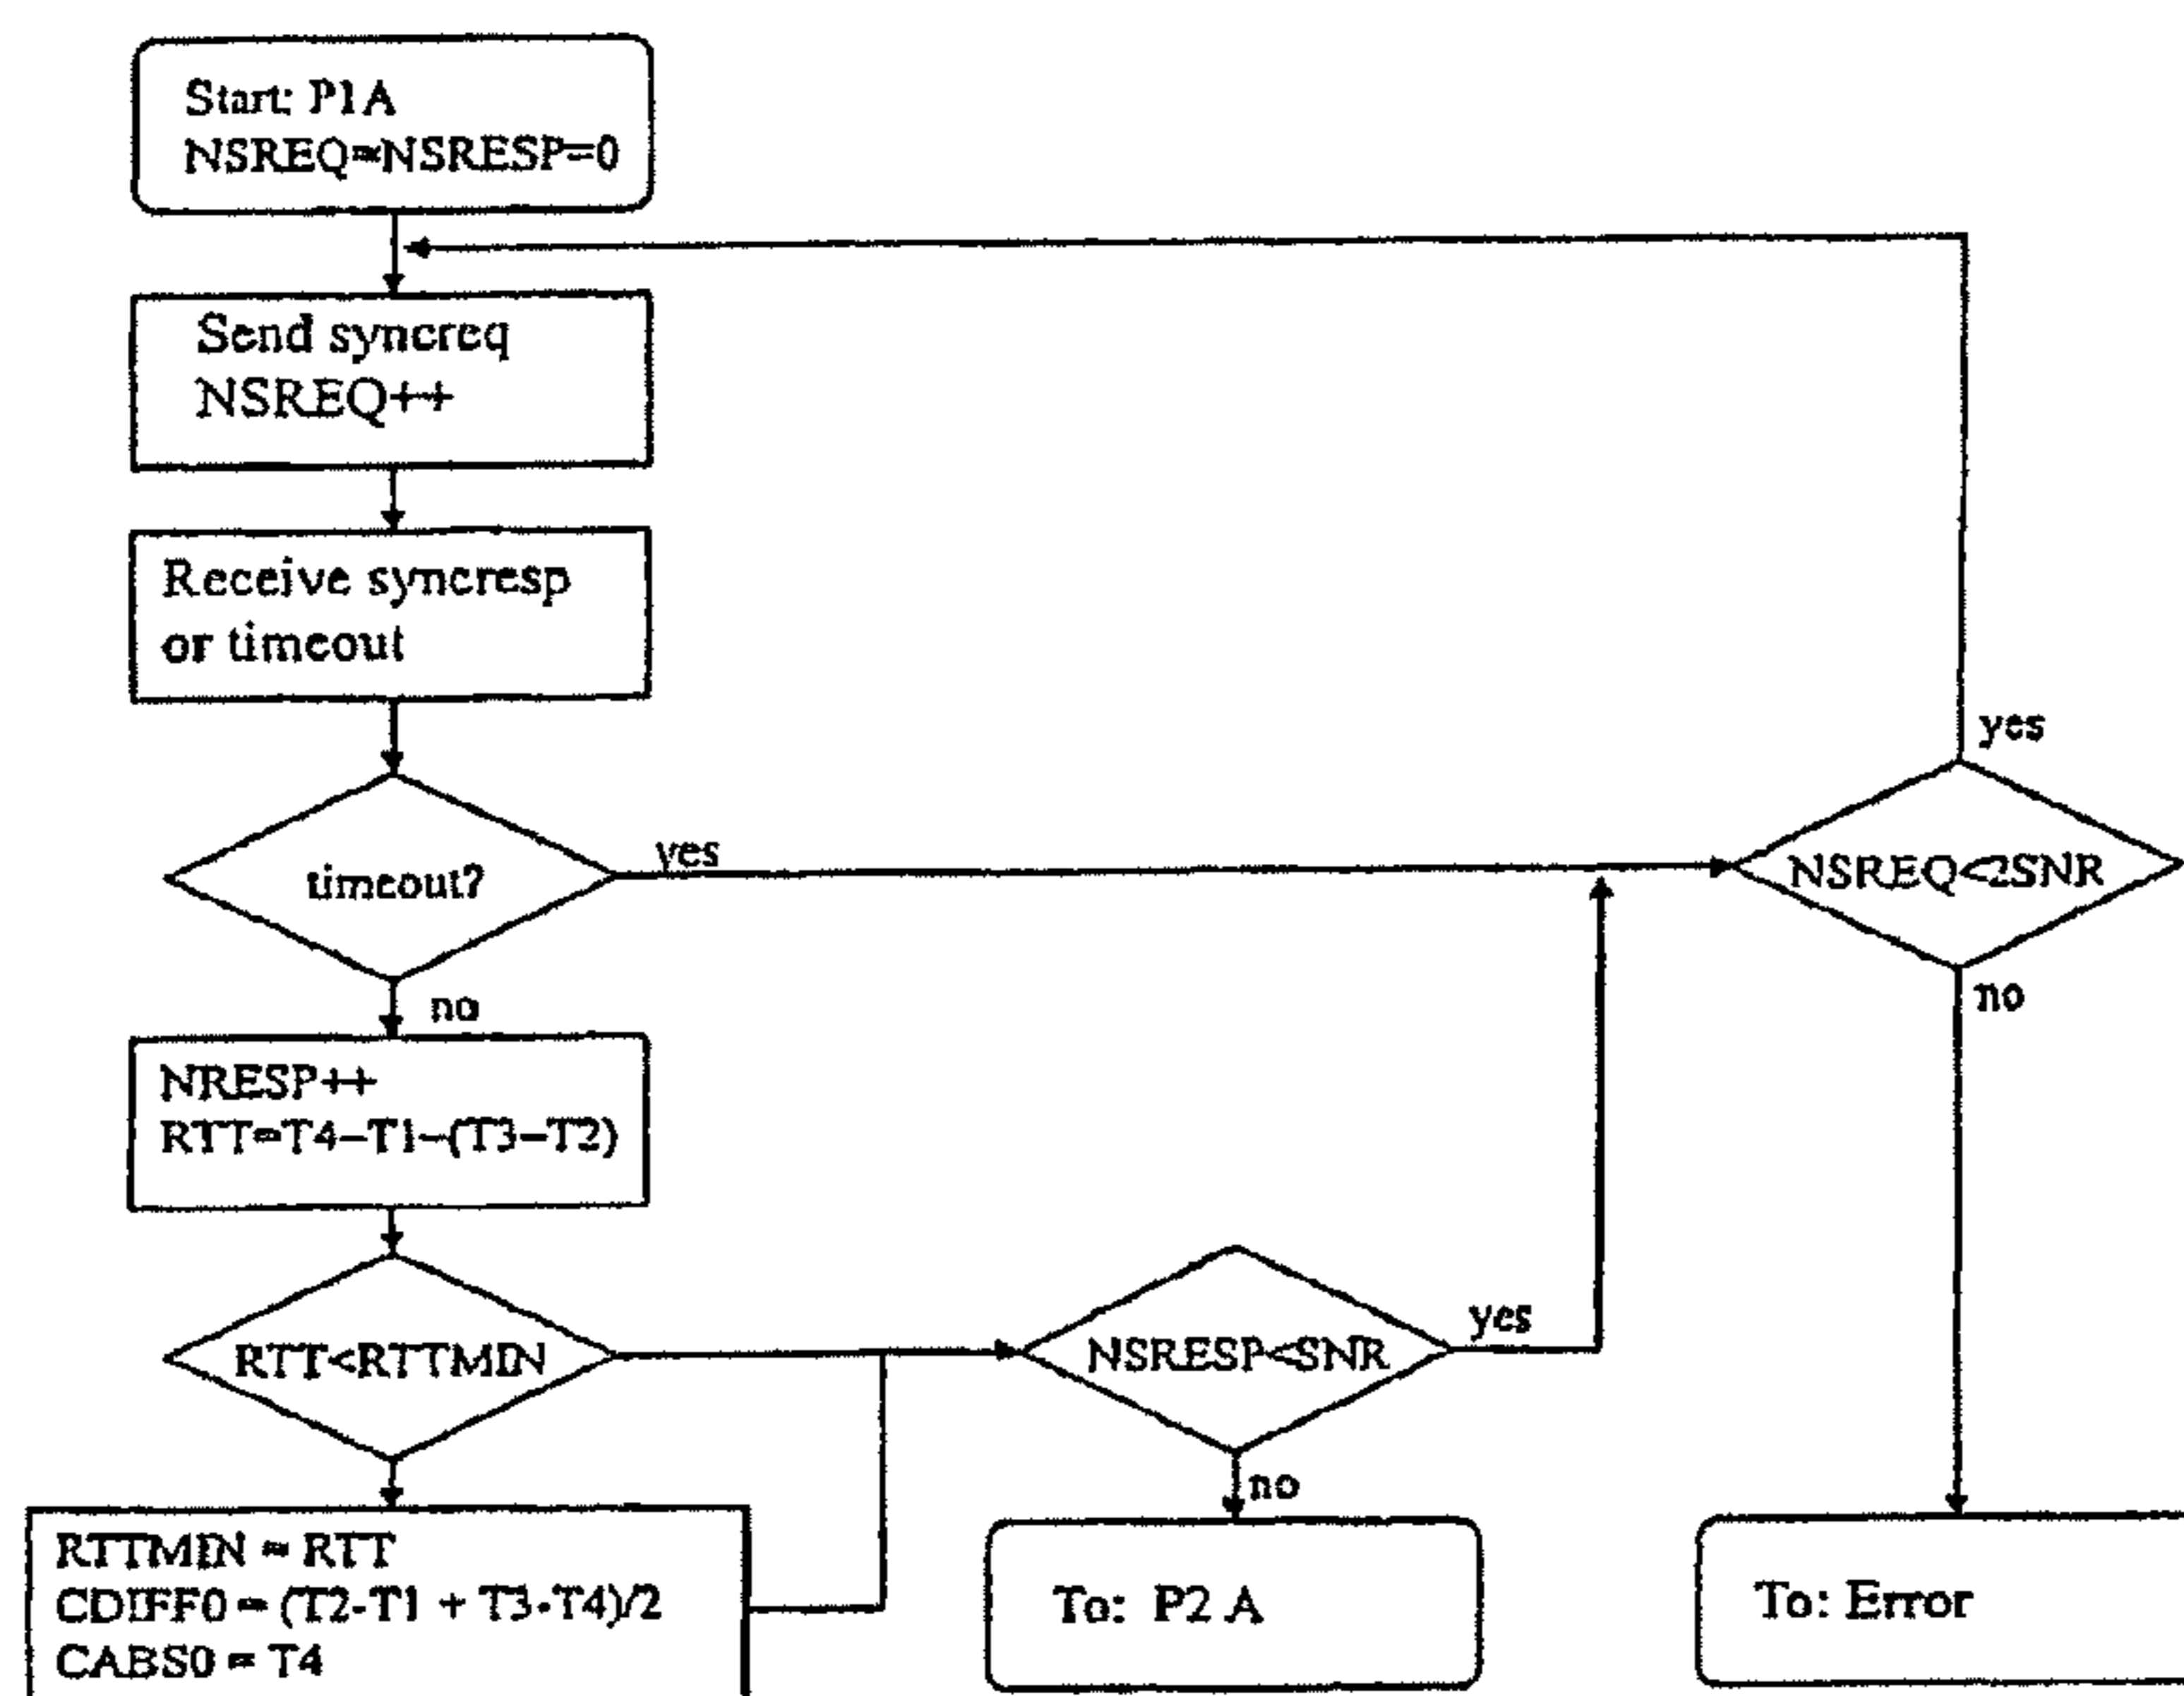 Start: P1A
NSREQ=NSRESP=0
Send syncreq
NSREQ++
Receive syncresp
or timeout
yes
timeout?
yes
NSREQ<2SNR
no
no
NRESP++
RTT=T4-T1-(T3-T2)
RTT<RTTMIN
NSRESP<SNR
yes
no
RTTMIN = RTT
CDIFF0 = (T2-T1 + T3-T4)/2
CABS0 = T4
To: P2 A
To: Error